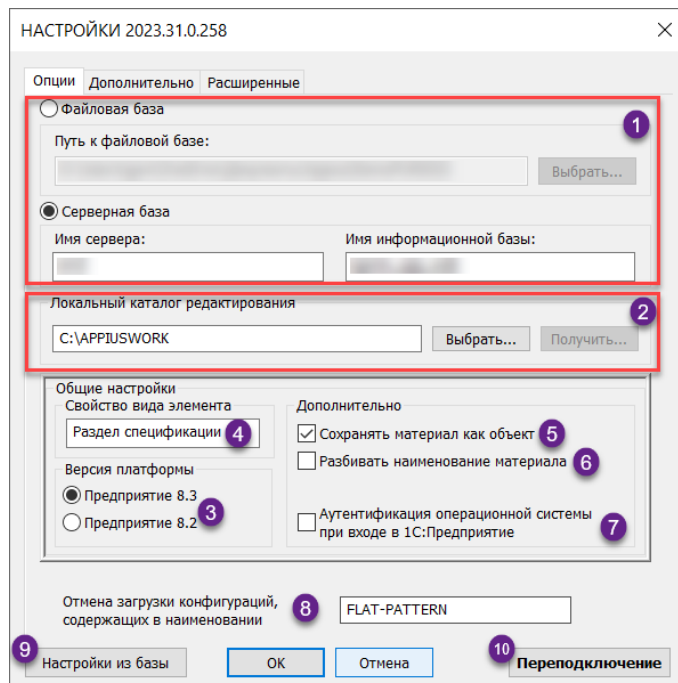 НАСТРОЙКИ 2023.31.0.258
Опции Дополнительно Расширенные
Файловая база
1
Путь к файловой базе:
Выбрать...
Серверная база
Имя сервера: Имя информационной базы:
Локальный каталог редактирования
2
C:\APPIUSWORK Выбрать... Получить...
Общие настройки
Свойство вида элемента Дополнительно
Раздел спецификации 4 Сохранять материал как объект 5
Разбивать наименование материала 6
Версия платформы
Предприятие 8.3
3
Предприятие 8.2
Аутентификация операционной системы
при входе в 1С:Предприятие 7
Отмена загрузки конфигураций,
содержащих в наименовании 8 FLAT-PATTERN
9 10
Настройки из базы ОК Отмена Переподключение